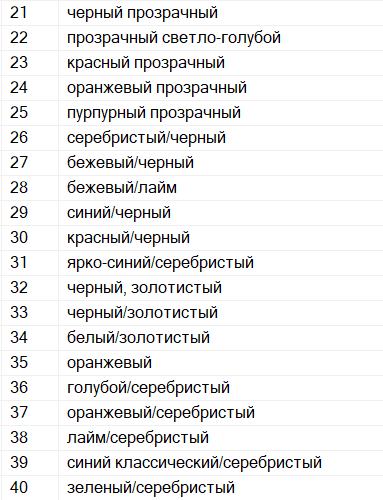 21 черный прозрачный
22 прозрачный светло-голубой
23 красный прозрачный
24 оранжевый прозрачный
25 пурпурный прозрачный
26 серебристый/черный
27 бежевый/черный
28 бежевый/лайм
29 синий/черный
30 красный/черный
31 ярко-синий/серебристый
32 черный, золотистый
33 черный/золотистый
34 белый/золотистый
35 оранжевый
36 голубой/серебристый
37 оранжевый/серебристый
38 лайм/серебристый
39 синий классический/серебристый
40 зеленый/серебристый